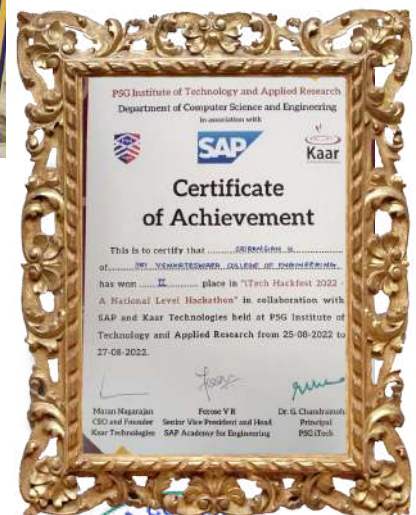 PSG Institute of Technology and Applied Research
Department of Computer Science and Engineering
in association with
SAP
Kaar
Certificate
of Achievement
This is to certify that ........SRIRANGAN K........
of........SRI VENKATESWARA COLLEGE OF ENGINEERING
has won ......II........ place in "iTech Hackfest 2022 -
A National Level Hackathon" in collaboration with
SAP and Kaar Technologies held at PSG Institute of
Technology and Applied Research from 25-08-2022 to
27-08-2022.
Maran Nagarajan
CEO and Founder
Kaar Technologies
Ferose V R
Senior Vice President and Head
SAP Academy for Engineering
Dr. G. Chandramoh
Principal
PSG iTech